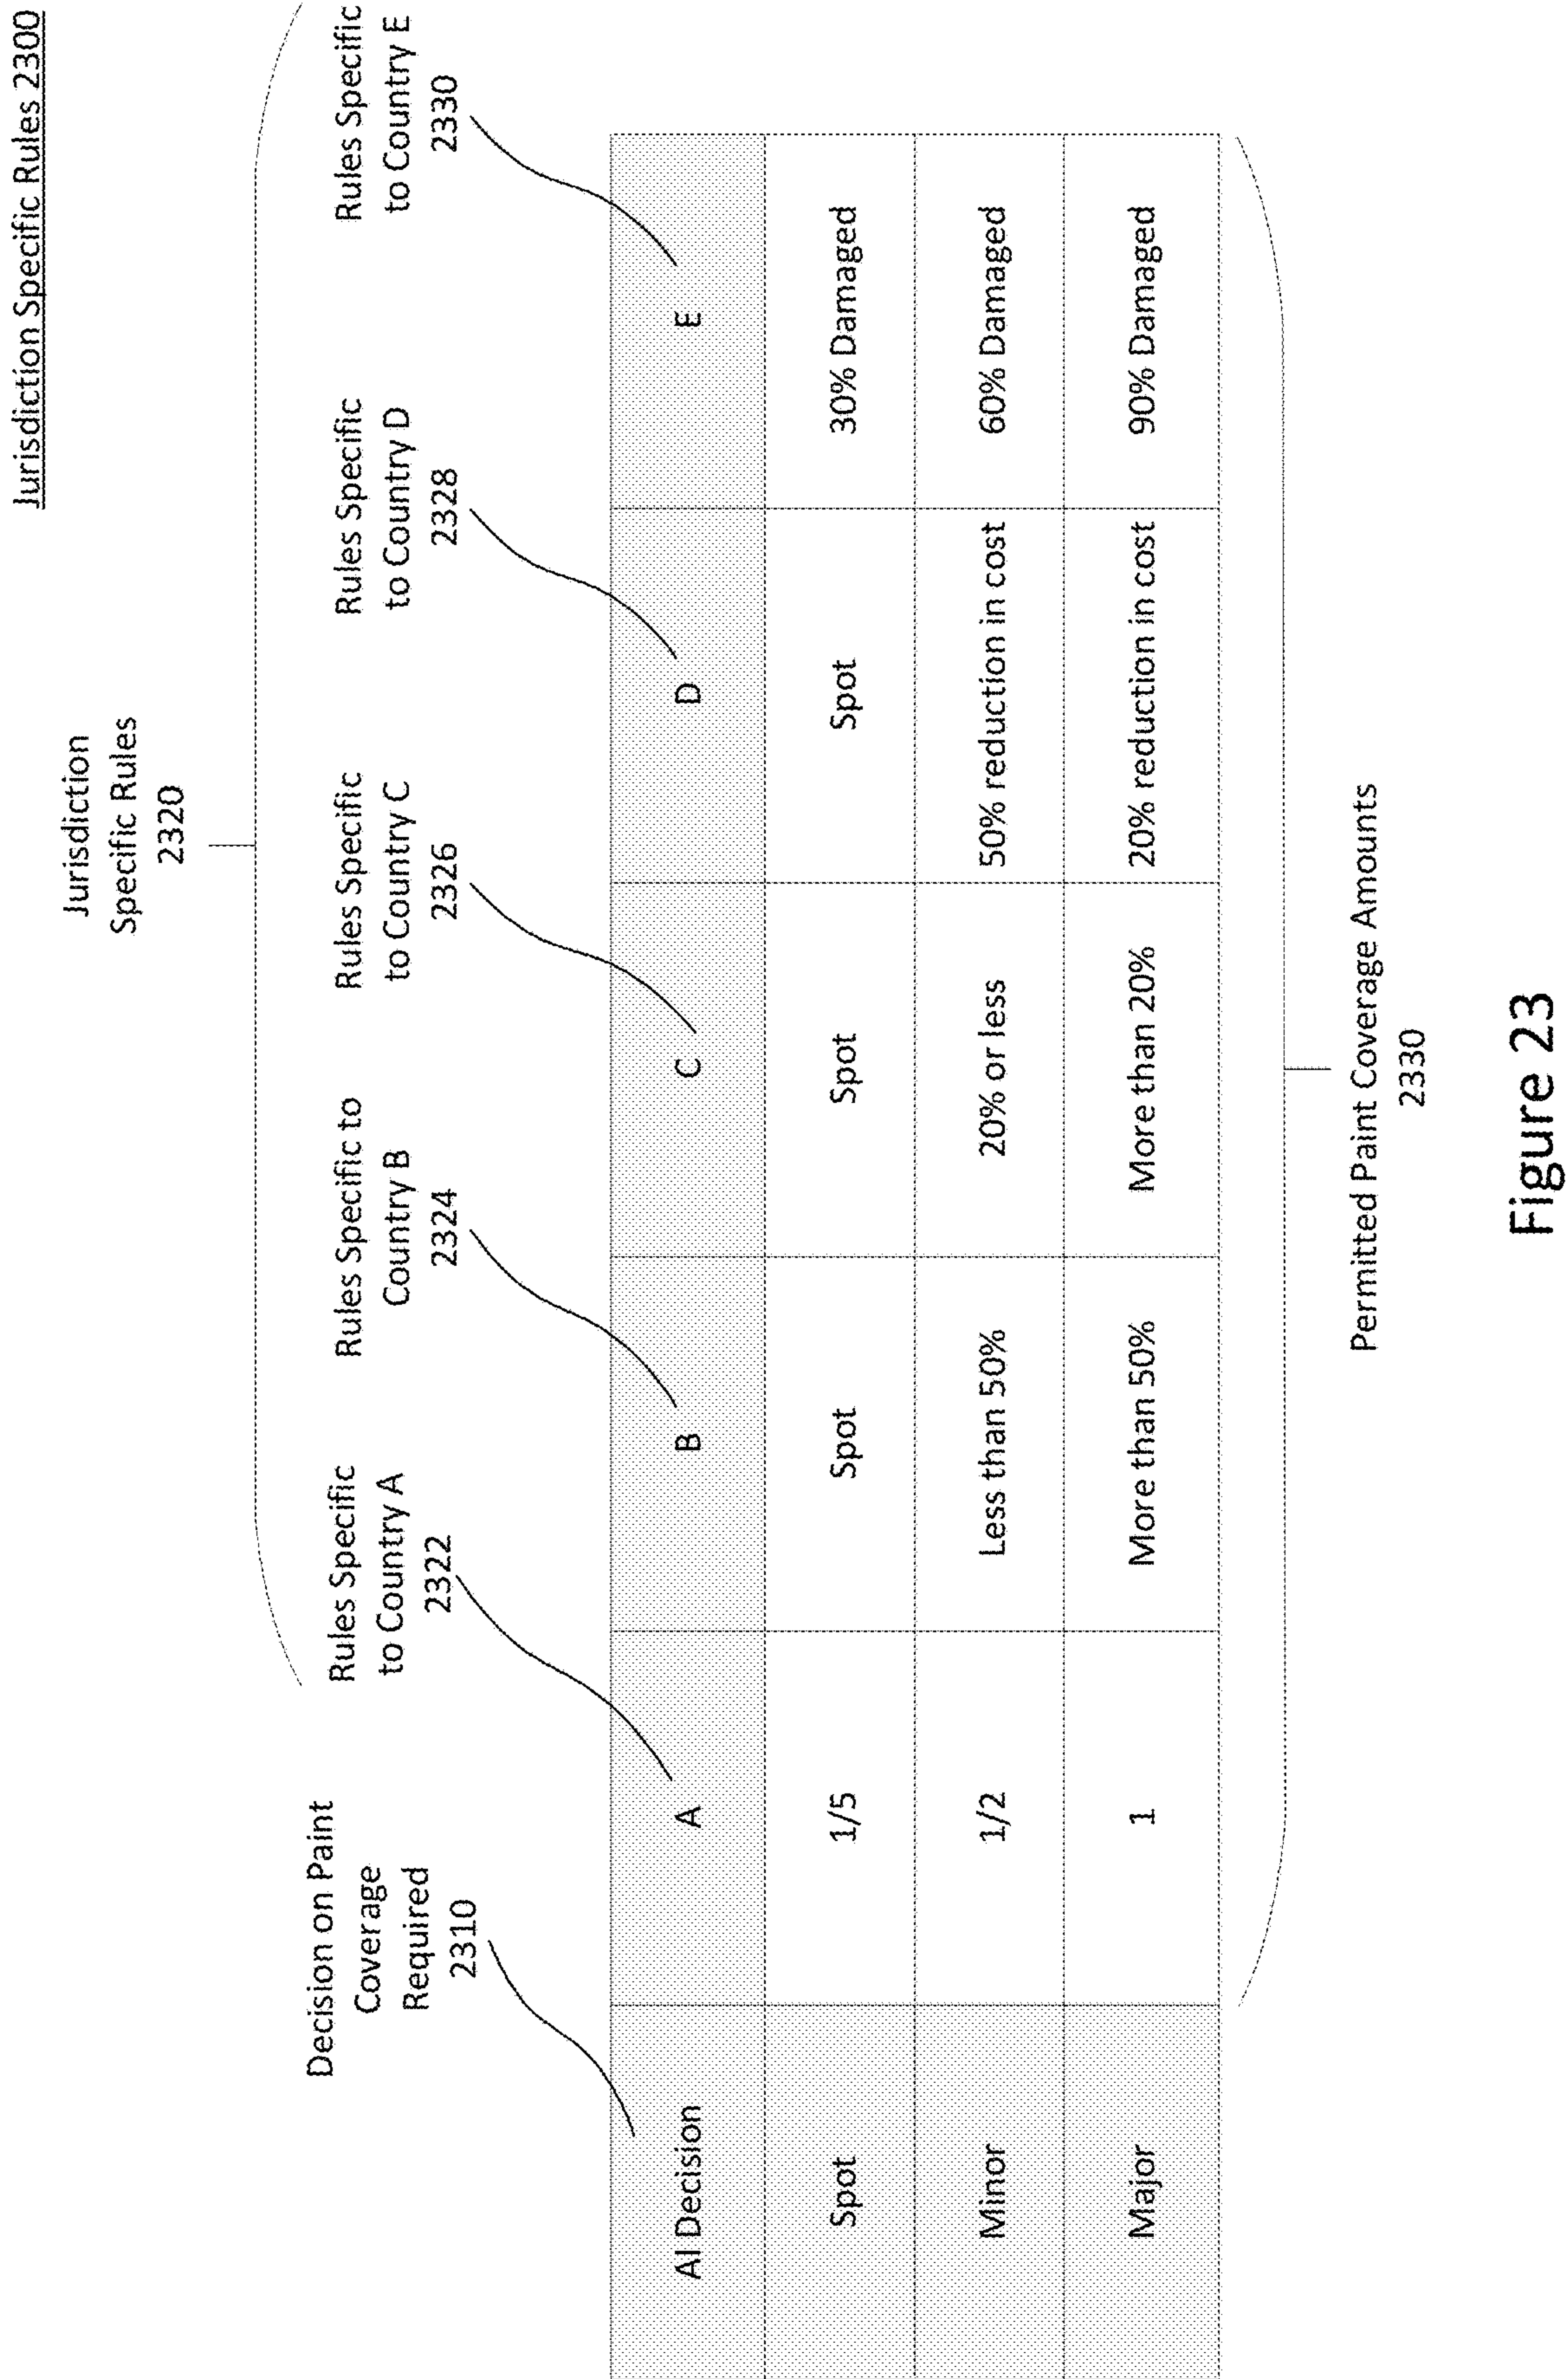 Jurisdiction Specific Rules 2300
Jurisdiction
Specific Rules
2320
Decision on Paint
Coverage
Required
2310
Rules Specific
to Country A
2322
Rules Specific to
Country B
2324
Rules Specific
to Country C
2326
Rules Specific
to Country D
2328
Rules Specific
to Country E
2330
AI Decision A B C D E
Spot 1/5 Spot Spot Spot 30% Damaged
Minor 1/2 Less than 50% 20% or less 50% reduction in cost 60% Damaged
Major 1 More than 50% More than 20% 20% reduction in cost 90% Damaged
Permitted Paint Coverage Amounts
2330
Figure 23